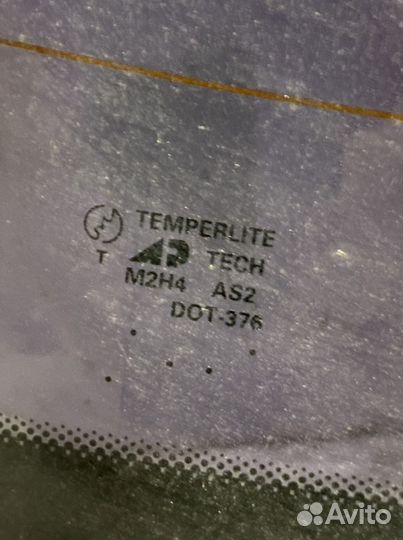 TEMPERLITE
T AP TECH
M2H4 AS2
DOT-376
Avito